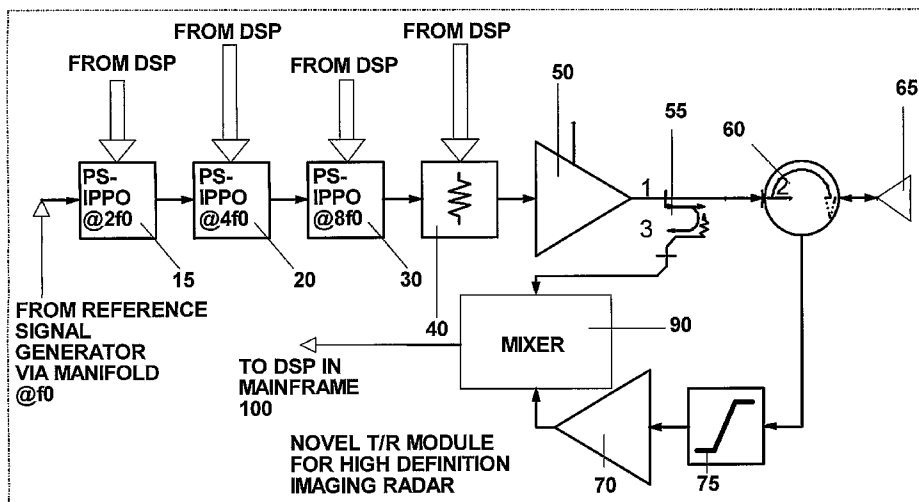 FROM DSP
FROM DSP
FROM DSP
FROM DSP
50
55
60
65
PS-
IPPO
@2f0
PS-
IPPO
@4f0
PS-
IPPO
@8f0
1
2
3
15
20
30
40
90
FROM REFERENCE
SIGNAL
GENERATOR
VIA MANIFOLD
@f0
MIXER
TO DSP IN
MAINFRAME
100
NOVEL T/R MODULE
FOR HIGH DEFINITION
IMAGING RADAR
70
75